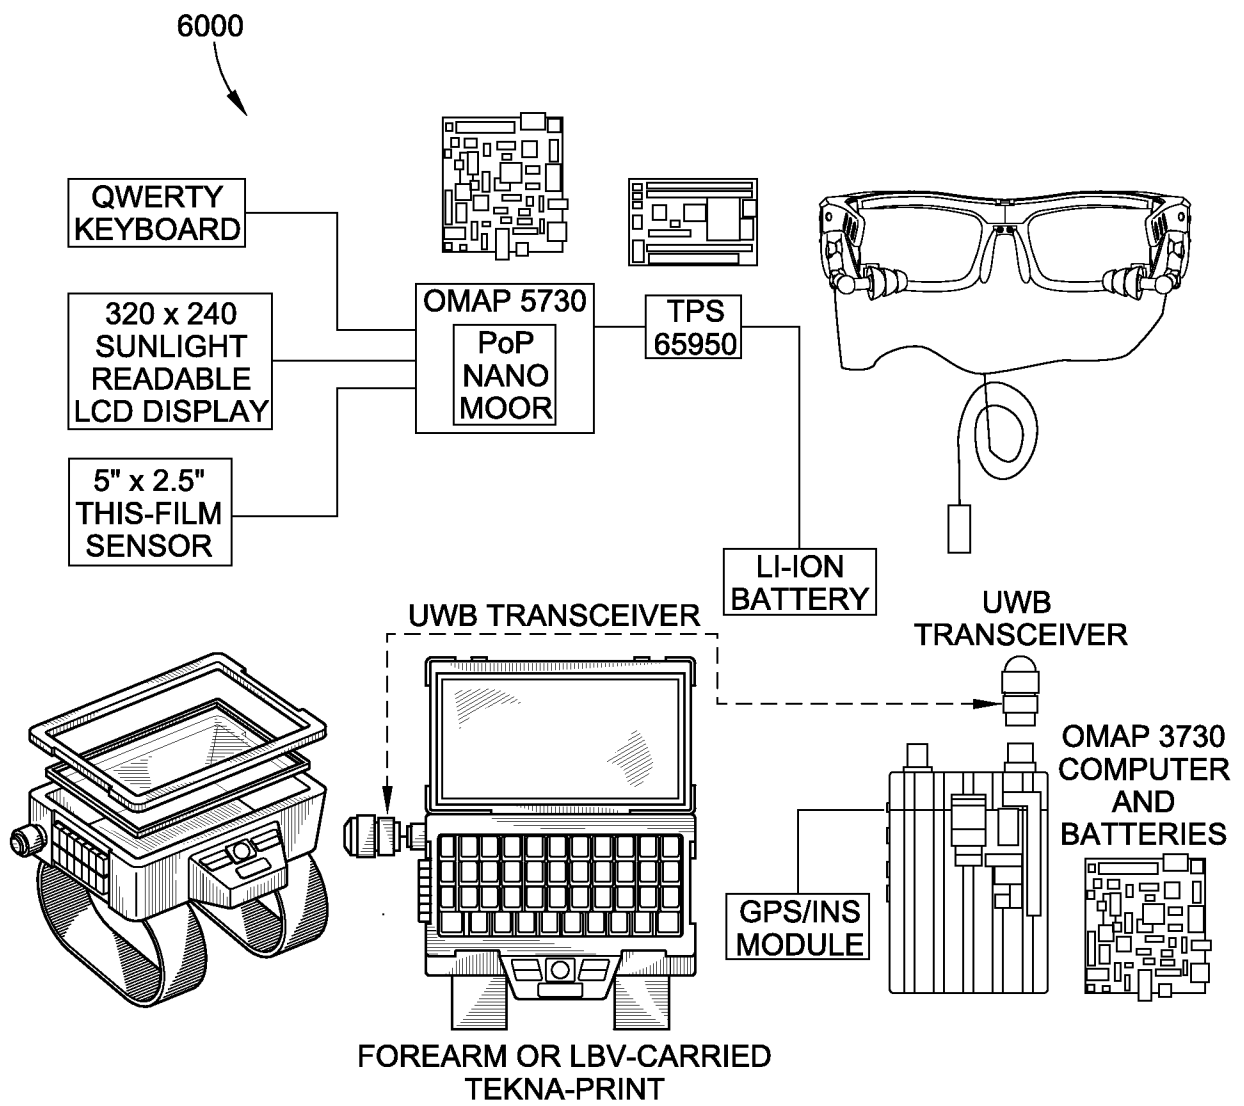 6000
QWERTY
KEYBOARD
320 x 240
SUNLIGHT
READABLE
LCD DISPLAY
5" x 2.5"
THIS-FILM
SENSOR
OMAP 5730
PoP
NANO
MOOR
TPS
65950
LI-ION
BATTERY
UWB TRANSCEIVER
UWB
TRANSCEIVER
OMAP 3730
COMPUTER
AND
BATTERIES
GPS/INS
MODULE
FOREARM OR LBV-CARRIED
TEKNA-PRINT